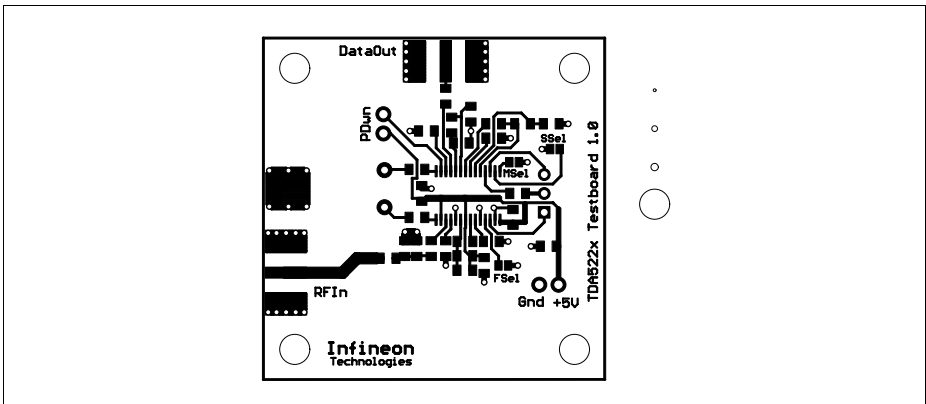 DataOut
PDwn
SSel
MSel
TDA522x Testboard 1.0
FSel
RFIn
Gnd +5V
Infineon
Technologies